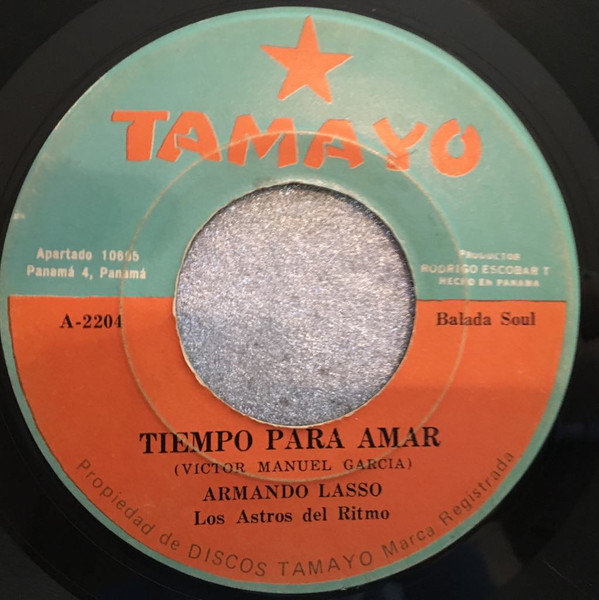 TAMAYO
Apartado 10695
Panamá 4, Panamá
PRODUCTOR
RODRIGO ESCOBAR T
HECHO EN PANAMA
A-2204
Balada Soul
TIEMPO PARA AMAR
(VICTOR MANUEL GARCIA)
ARMANDO LASSO
Los Astros del Ritmo
Propiedad de DISCOS TAMAYO Marca Registrada